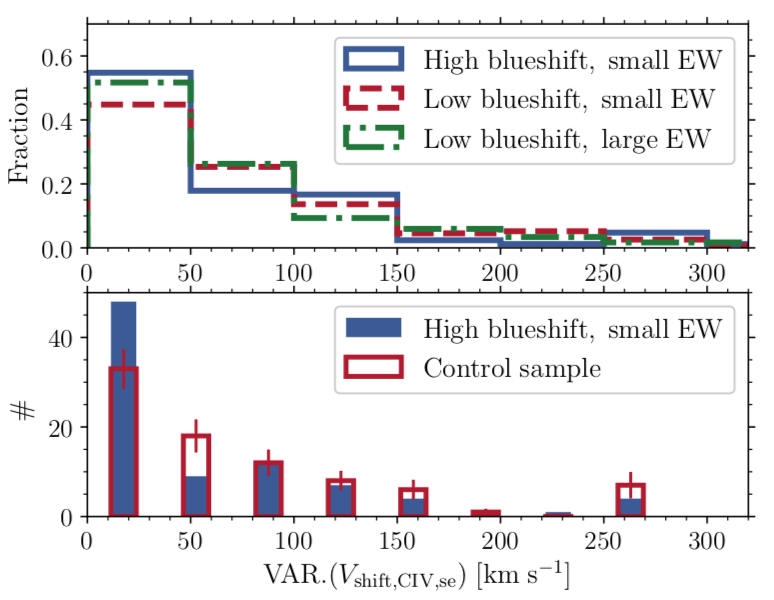 0.6
0.4
0.2
0.0
Fraction
High blueshift, small EW
Low blueshift, small EW
Low blueshift, large EW
0 50 100 150 200 250 300
40
20
0
#
High blueshift, small EW
Control sample
0 50 100 150 200 250 300
VAR.(V_shift,CIV,se) [km s⁻¹]